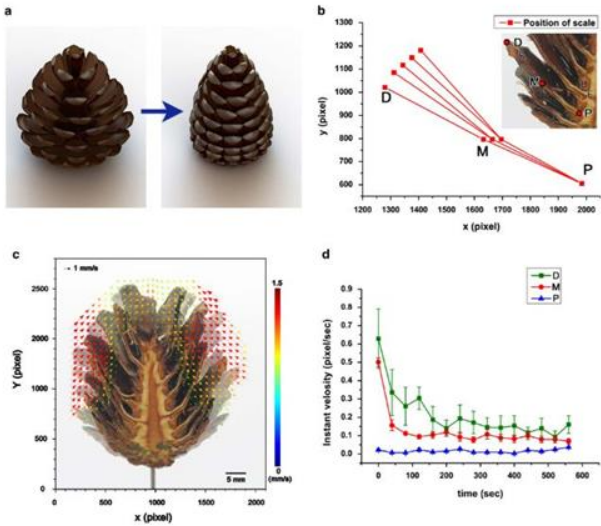 a
b
Position of scale
D
M
P
D
M
P
y (pixel)
1300
1200
1100
1000
900
800
700
600
1200 1300 1400 1500 1600 1700 1800 1900 2000
x (pixel)
c
1 mm/s
Y (pixel)
2500
2000
1500
1000
500
0
0 500 1000 1500 2000
x (pixel)
1.5
0
(mm/s)
5 mm
d
D
M
P
Instant velosity (pixel/sec)
0.9
0.8
0.7
0.6
0.5
0.4
0.3
0.2
0.1
0.0
0 100 200 300 400 500 600
time (sec)